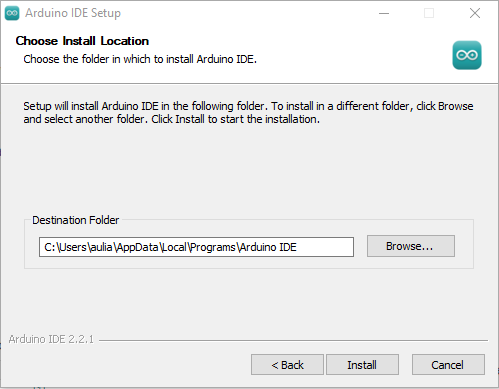 Arduino IDE Setup
Choose Install Location
Choose the folder in which to install Arduino IDE.
Setup will install Arduino IDE in the following folder. To install in a different folder, click Browse
and select another folder. Click Install to start the installation.
Destination Folder
C:\Users\aulia\AppData\Local\Programs\Arduino IDE
Browse...
Arduino IDE 2.2.1
< Back
Install
Cancel